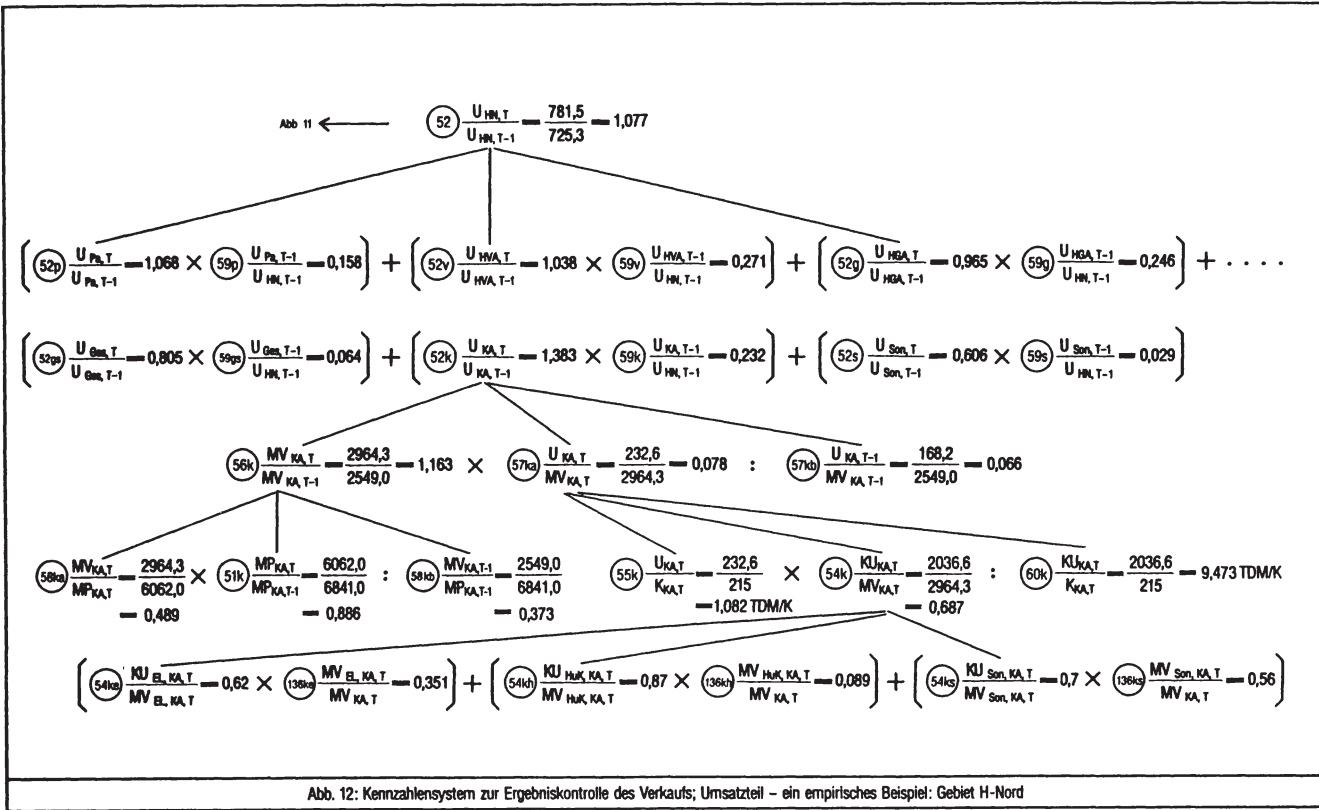 Abb 11 ← (52) U HN, T / U HN, T-1 = 781,5 / 725,3 = 1,077
[(52p) U Pa, T / U Pa, T-1 = 1,068 × (59p) U Pa, T-1 / U HN, T-1 = 0,158] + [(52v) U HVA, T / U HVA, T-1 = 1,038 × (59v) U HVA, T-1 / U HN, T-1 = 0,271] + [(52g) U HGA, T / U HGA, T-1 = 0,965 × (59g) U HGA, T-1 / U HN, T-1 = 0,246] + . . . .
[(52gs) U Ges, T / U Ges, T-1 = 0,805 × (59gs) U Ges, T-1 / U HN, T-1 = 0,064] + [(52k) U KA, T / U KA, T-1 = 1,383 × (59k) U KA, T-1 / U HN, T-1 = 0,232] + [(52s) U Son, T / U Son, T-1 = 0,606 × (59s) U Son, T-1 / U HN, T-1 = 0,029]
(56k) MV KA, T / MV KA, T-1 = 2964,3 / 2549,0 = 1,163 × (57ka) U KA, T / MV KA, T = 232,6 / 2964,3 = 0,078 : (57kb) U KA, T-1 / MV KA, T-1 = 168,2 / 2549,0 = 0,066
(58ka) MV KA,T / MP KA,T = 2964,3 / 6062,0 = 0,489 × (51k) MP KA,T / MP KA,T-1 = 6062,0 / 6841,0 = 0,886 : (58kb) MV KA,T-1 / MP KA,T-1 = 2549,0 / 6841,0 = 0,373
(55k) U KA,T / K KA,T = 232,6 / 215 = 1,082 TDM/K × (54k) KU KA,T / MV KA,T = 2036,6 / 2964,3 = 0,687 : (60k) KU KA,T / K KA,T = 2036,6 / 215 = 9,473 TDM/K
[(54ke) KU EL, KA, T / MV EL, KA, T = 0,62 × (136ke) MV EL, KA, T / MV KA, T = 0,351] + [(54kh) KU HuK, KA, T / MV HuK, KA, T = 0,87 × (136kh) MV HuK, KA, T / MV KA, T = 0,089] + [(54ks) KU Son, KA, T / MV Son, KA, T = 0,7 × (136ks) MV Son, KA, T / MV KA, T = 0,56]
Abb. 12: Kennzahlensystem zur Ergebniskontrolle des Verkaufs; Umsatzteil – ein empirisches Beispiel: Gebiet H-Nord